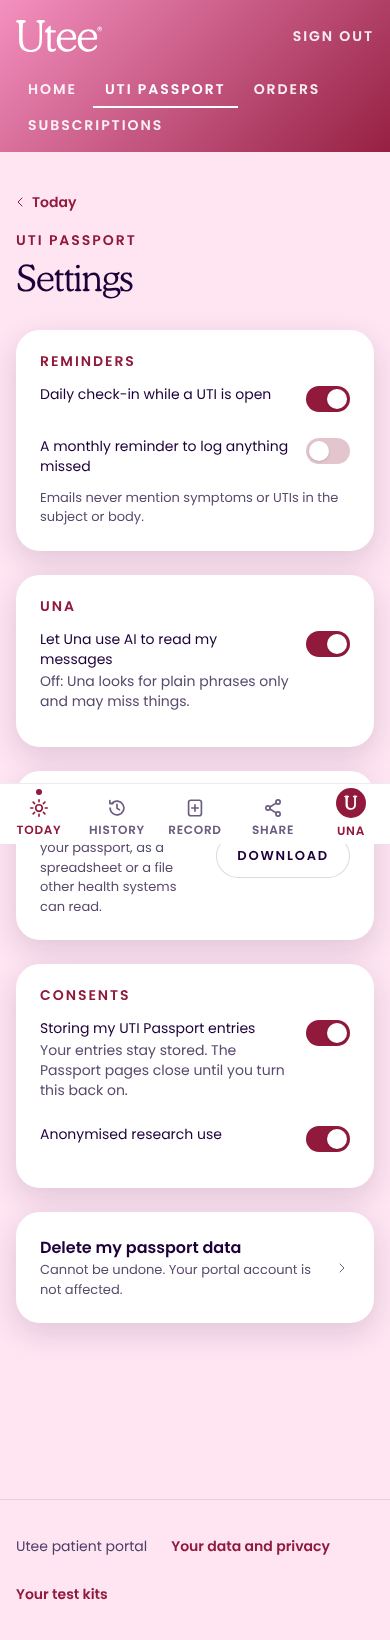 Utee®
SIGN OUT
HOME UTI PASSPORT ORDERS
SUBSCRIPTIONS
Today
UTI PASSPORT
Settings
REMINDERS
Daily check-in while a UTI is open
A monthly reminder to log anything
missed
Emails never mention symptoms or UTIs in the
subject or body.
UNA
Let Una use AI to read my
messages
Off: Una looks for plain phrases only
and may miss things.
TODAY HISTORY RECORD SHARE U UNA
your passport, as a
spreadsheet or a file
other health systems
can read.
DOWNLOAD
CONSENTS
Storing my UTI Passport entries
Your entries stay stored. The
Passport pages close until you turn
this back on.
Anonymised research use
Delete my passport data
Cannot be undone. Your portal account is
not affected.
Utee patient portal Your data and privacy
Your test kits